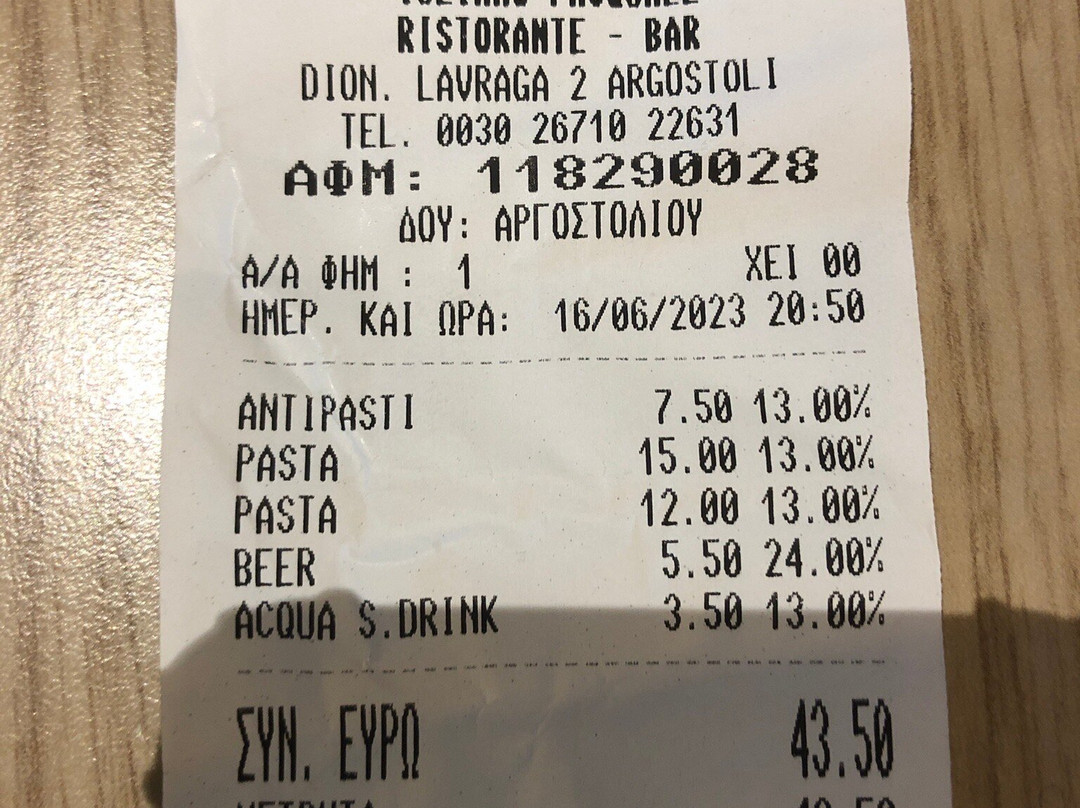 RISTORANTE - BAR
DION. LAVRAGA 2 ARGOSTOLI
TEL. 0030 26710 22631
ΑΦΜ: 118290028
ΔΟΥ: ΑΡΓΟΣΤΟΛΙΟΥ
Α/Α ΦΗΜ : 1 ΧΕΙ 00
ΗΜΕΡ. ΚΑΙ ΩΡΑ: 16/06/2023 20:50
ANTIPASTI 7.50 13.00%
PASTA 15.00 13.00%
PASTA 12.00 13.00%
BEER 5.50 24.00%
ACQUA S.DRINK 3.50 13.00%
ΣΥΝ. ΕΥΡΩ 43.50